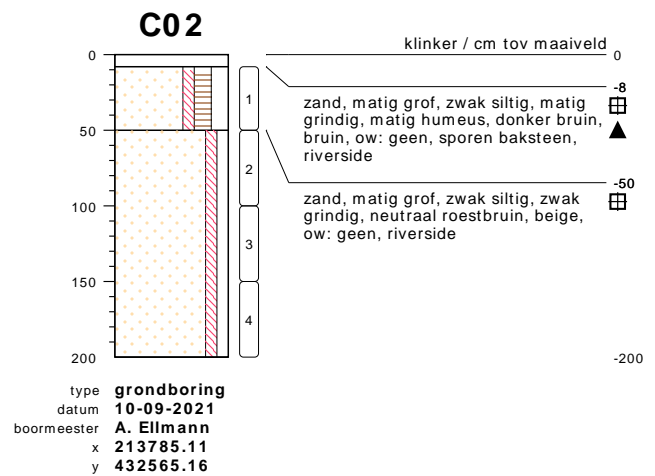 C02
klinker / cm tov maaiveld
0
0
-8
zand, matig grof, zwak siltig, matig
grindig, matig humeus, donker bruin,
bruin, ow: geen, sporen baksteen,
riverside
1
50
-50
zand, matig grof, zwak siltig, zwak
grindig, neutraal roestbruin, beige,
ow: geen, riverside
2
100
3
150
4
200
-200
type grondboring
datum 10-09-2021
boormeester A. Ellmann
x 213785.11
y 432565.16